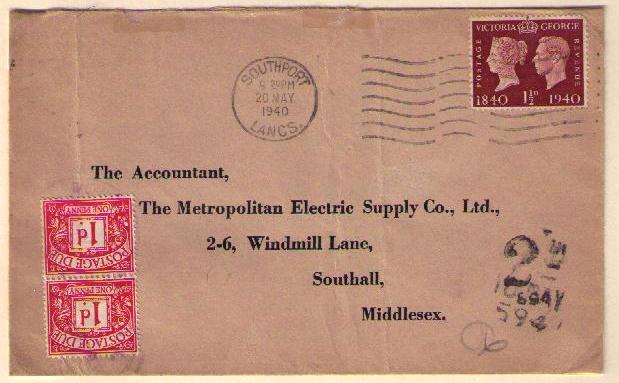 VICTORIA GEORGE
POSTAGE
REVENUE
1840 1½D 1940
SOUTHPORT
20 MAY
1940
LANCS.
The Accountant,
The Metropolitan Electric Supply Co., Ltd.,
2-6, Windmill Lane,
Southall,
Middlesex.
POSTAGE DUE
1d
ONE PENNY
POSTAGE DUE
1d
ONE PENNY
2